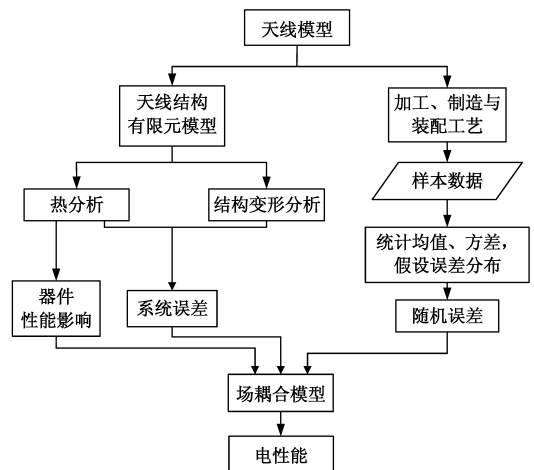 天线模型
天线结构
有限元模型
加工、制造与
装配工艺
热分析
结构变形分析
样本数据
统计均值、方差，
假设误差分布
器件
性能影响
系统误差
随机误差
场耦合模型
电性能